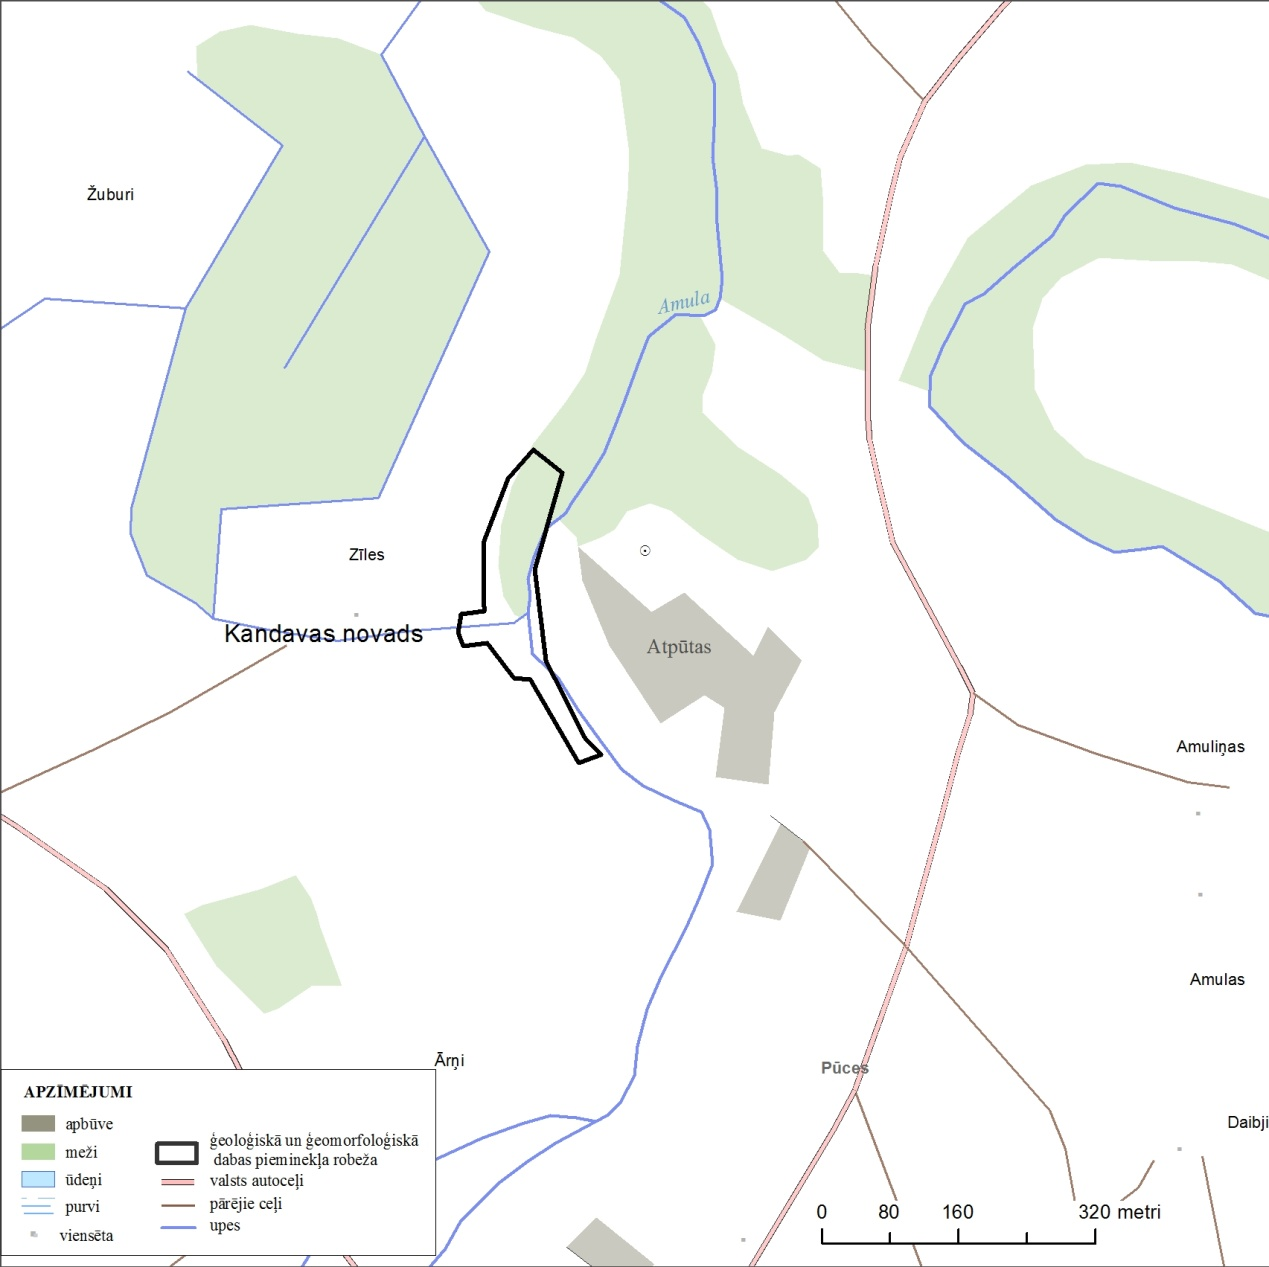 Žuburi
Amula
Zīles
Kandavas novads
Atpūtas
Amuliņas
Amulas
Ārņi
Pūces
Daibji
APZĪMĒJUMI
apbūve
meži
ūdeņi
purvi
viensēta
ģeoloģiskā un ģeomorfoloģiskā
dabas pieminekļa robeža
valsts autoceļi
pārējie ceļi
upes
0 80 160 320 metri